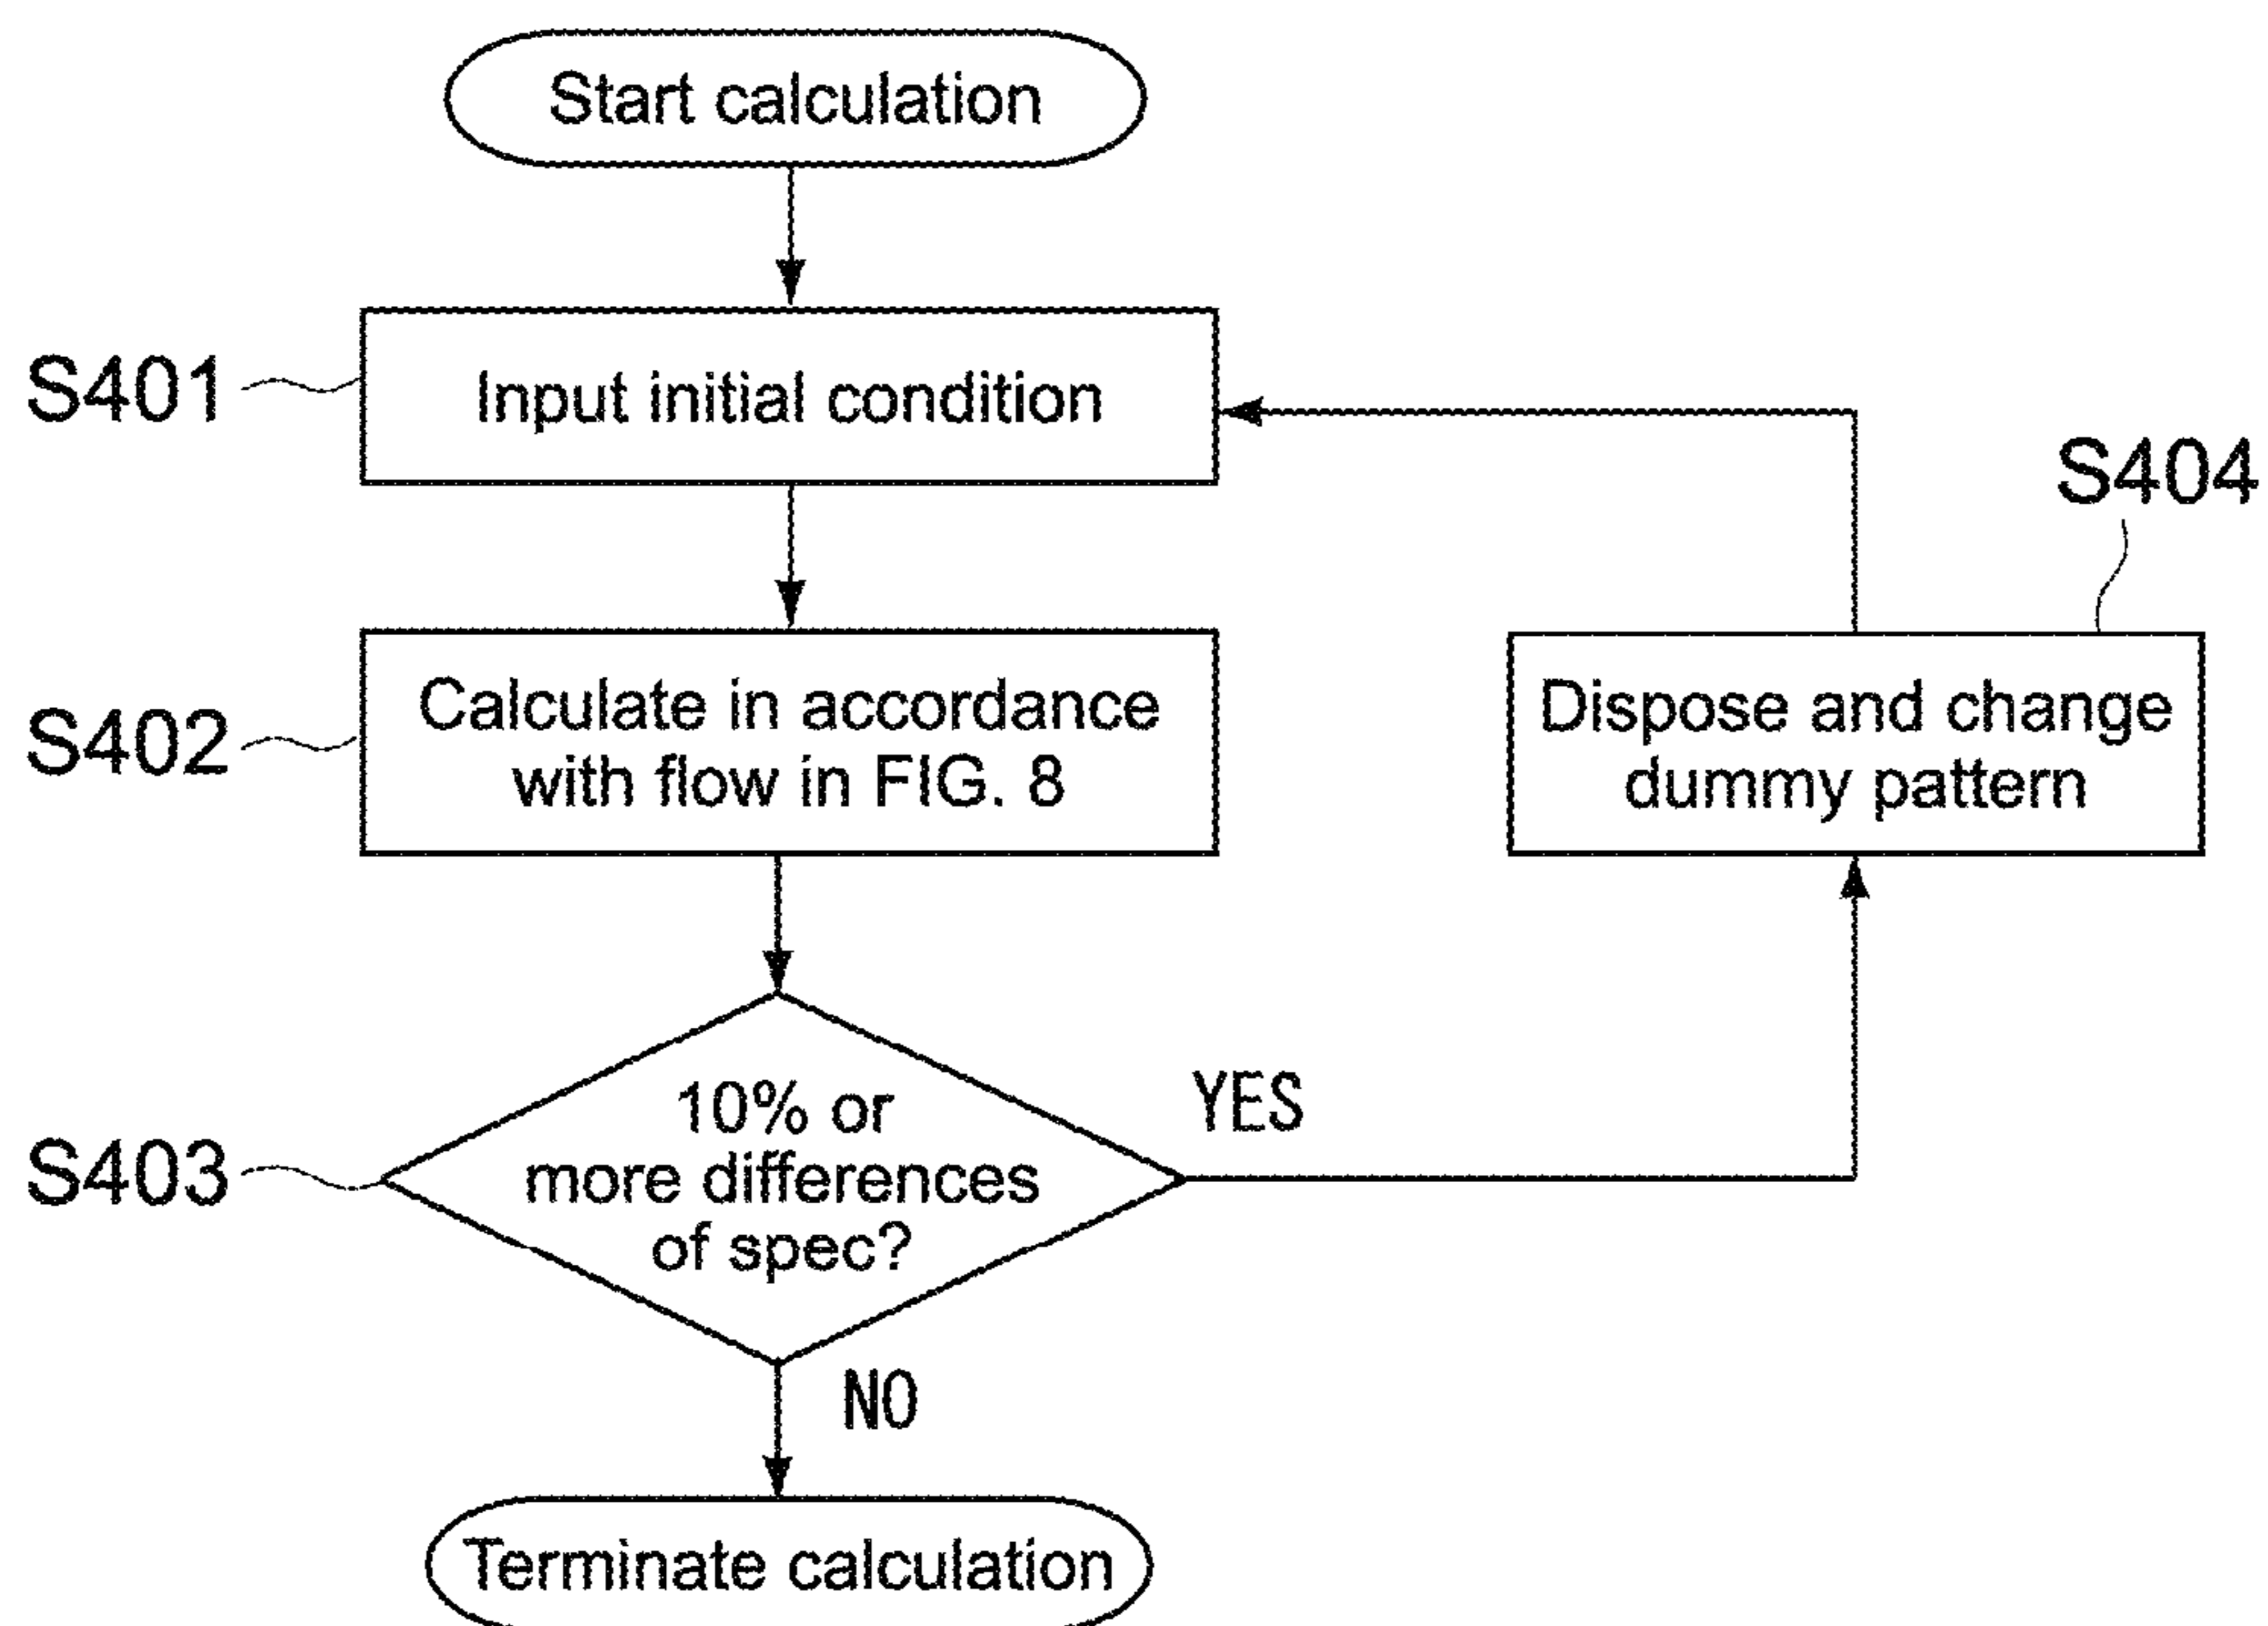 Start calculation
S401
Input initial condition
S404
S402
Calculate in accordance
with flow in FIG. 8
Dispose and change
dummy pattern
S403
10% or
more differences
of spec?
YES
NO
Terminate calculation